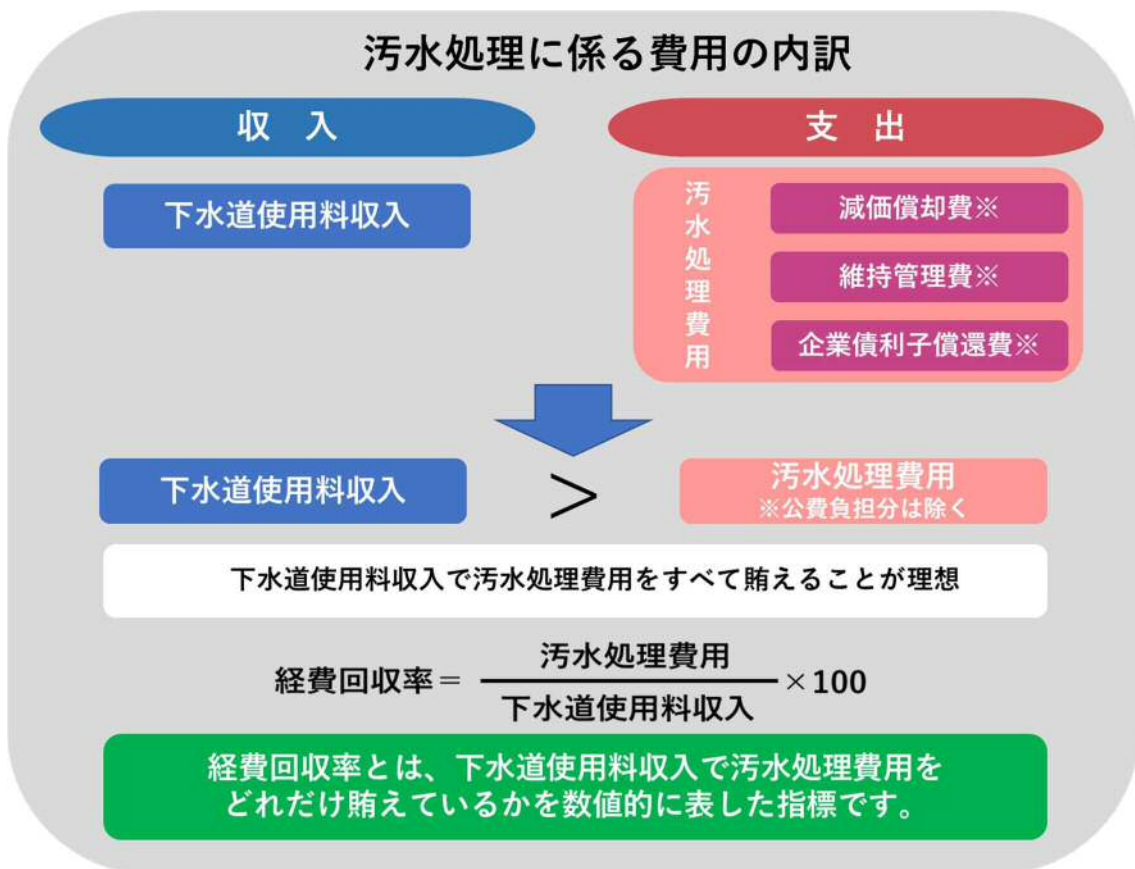 汚水処理に係る費用の内訳
収　入
支　出
下水道使用料収入
汚水処理費用
減価償却費※
維持管理費※
企業債利子償還費※
下水道使用料収入
＞
汚水処理費用
※公費負担分は除く
下水道使用料収入で汚水処理費用をすべて賄えることが理想
経費回収率＝
汚水処理費用
下水道使用料収入
×100
経費回収率とは、下水道使用料収入で汚水処理費用を
どれだけ賄えているかを数値的に表した指標です。